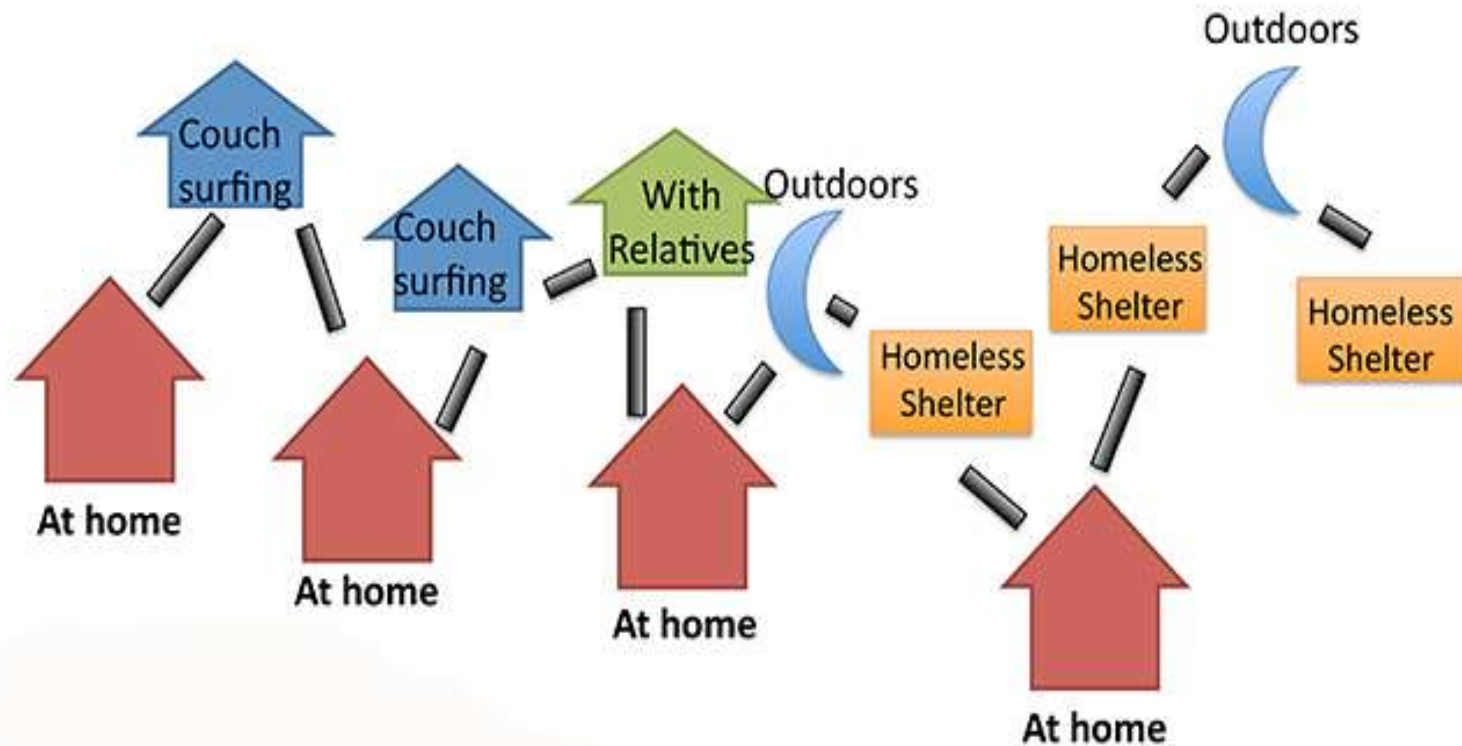 Outdoors
Couch
surfing
With
Relatives
Outdoors
Couch
surfing
Homeless
Shelter
Homeless
Shelter
Homeless
Shelter
At home
At home
At home
At home